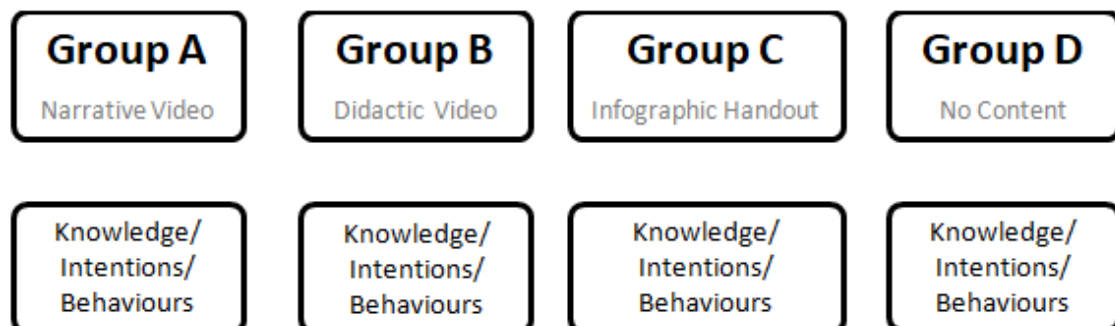 Group A
Narrative Video
Group B
Didactic Video
Group C
Infographic Handout
Group D
No Content
Knowledge/
Intentions/
Behaviours
Knowledge/
Intentions/
Behaviours
Knowledge/
Intentions/
Behaviours
Knowledge/
Intentions/
Behaviours